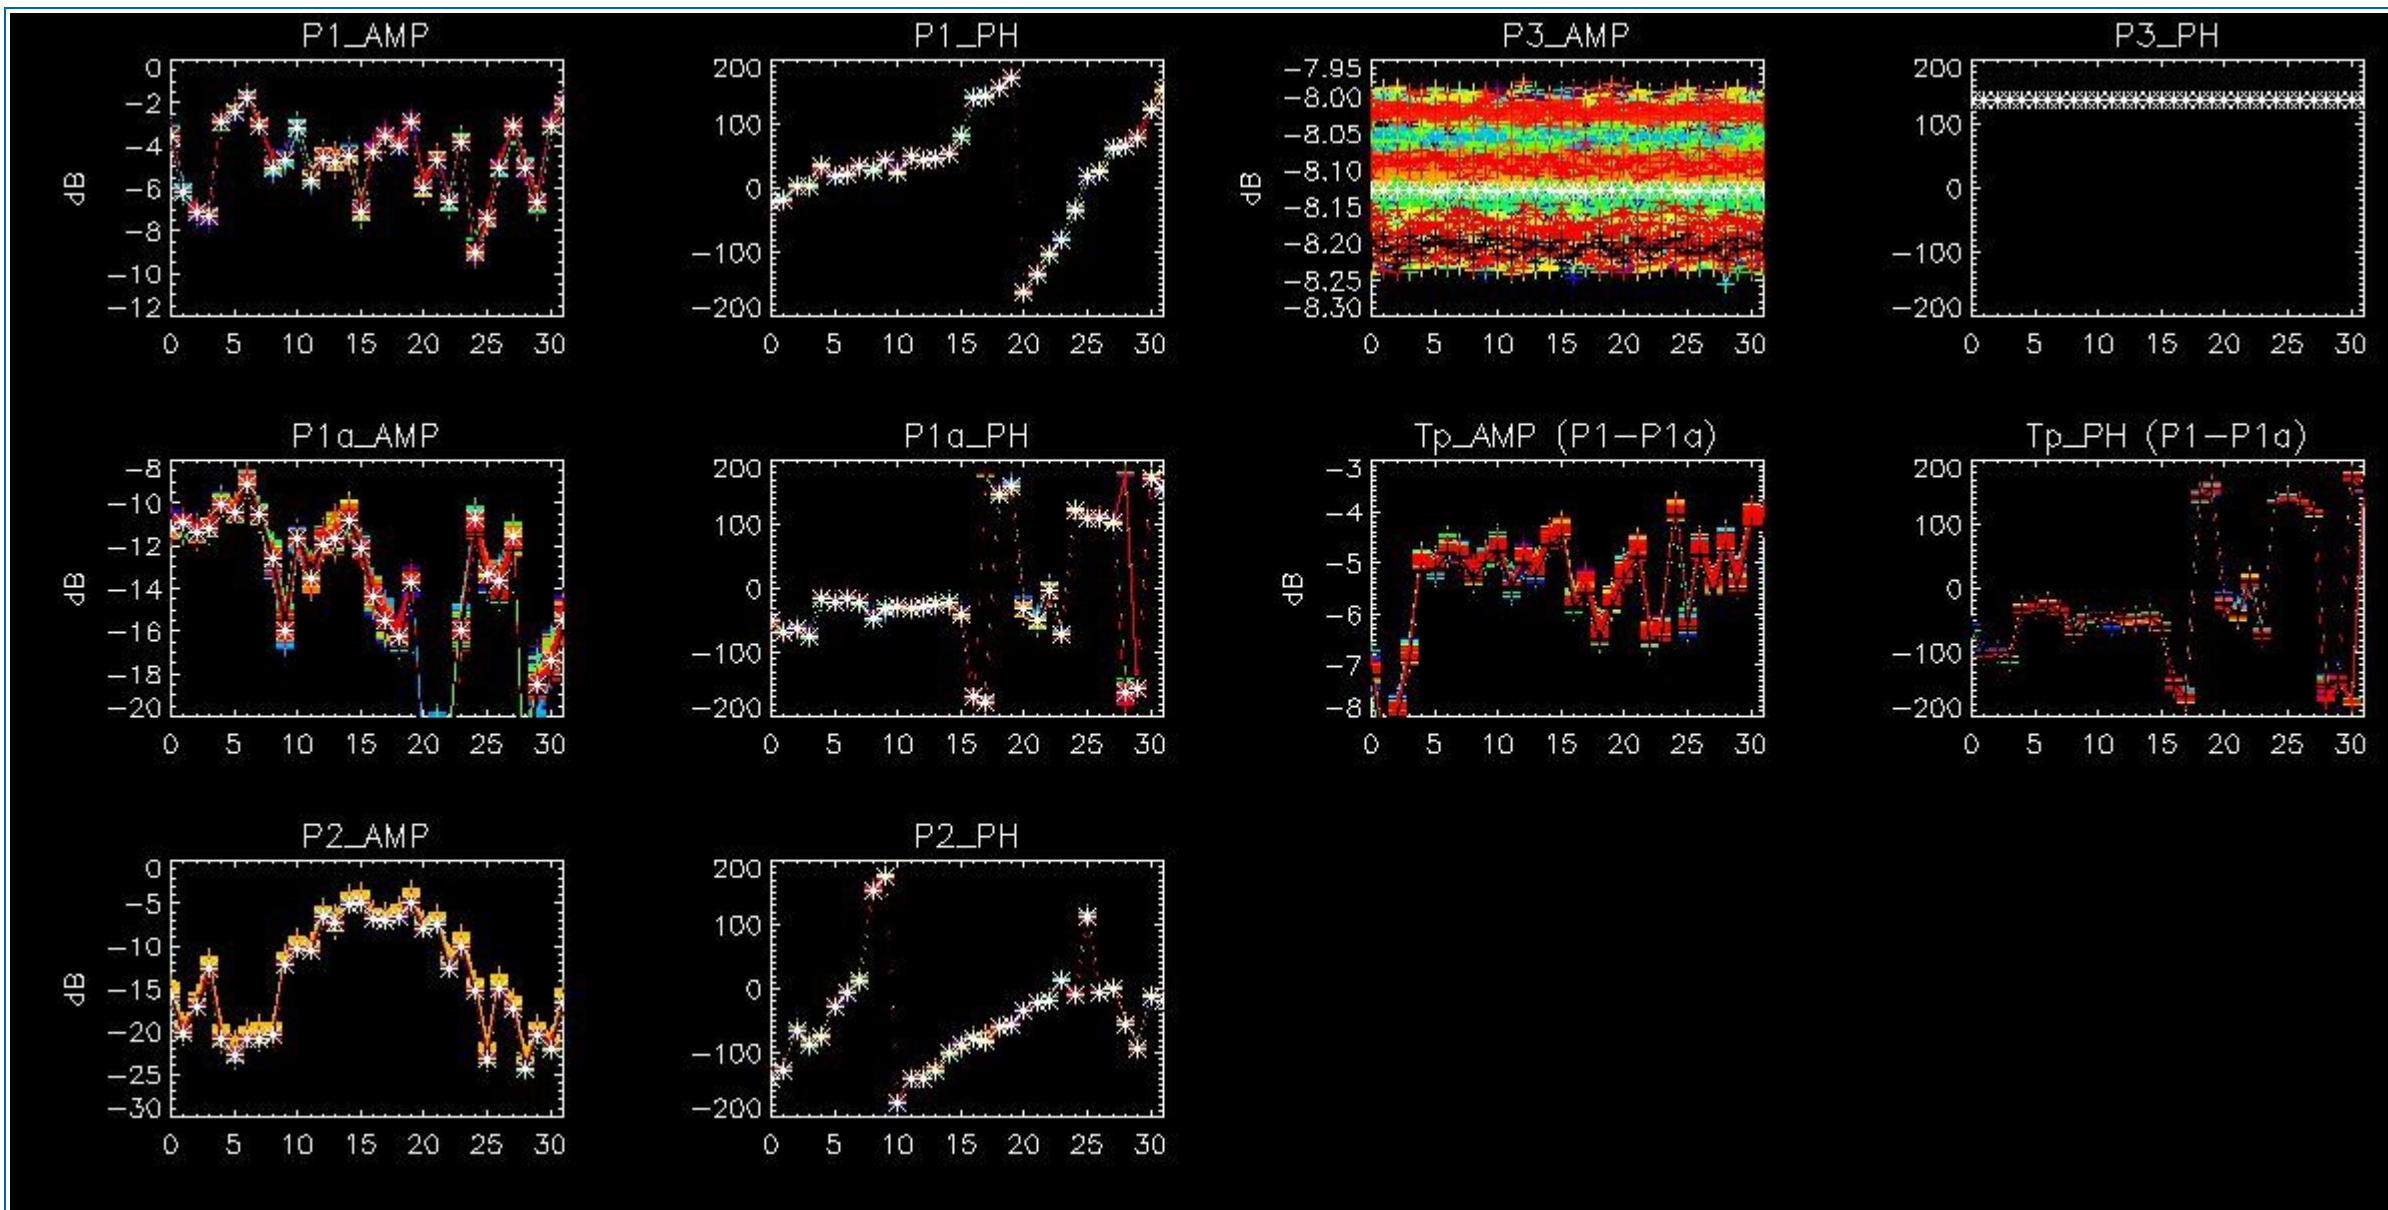 P1_AMP P1_PH P3_AMP P3_PH
0 200 −7.95 200
−2 100 −8.00 100
−4 0 −8.05 0
−6 −100 −8.10 −100
−8 −200 −8.15 −200
−10 −8.20
−12 −8.25
−8.30
dB dB
0 5 10 15 20 25 30 0 5 10 15 20 25 30 0 5 10 15 20 25 30 0 5 10 15 20 25 30
P1a_AMP P1a_PH Tp_AMP (P1−P1a) Tp_PH (P1−P1a)
−8 200 −3 200
−10 100 −4 100
−12 0 −5 0
−14 −100 −6 −100
−16 −200 −7 −200
−18 −8
−20
dB dB
0 5 10 15 20 25 30 0 5 10 15 20 25 30 0 5 10 15 20 25 30 0 5 10 15 20 25 30
P2_AMP P2_PH
0 200
−5 100
−10 0
−15 −100
−20 −200
−25
−30
dB
0 5 10 15 20 25 30 0 5 10 15 20 25 30